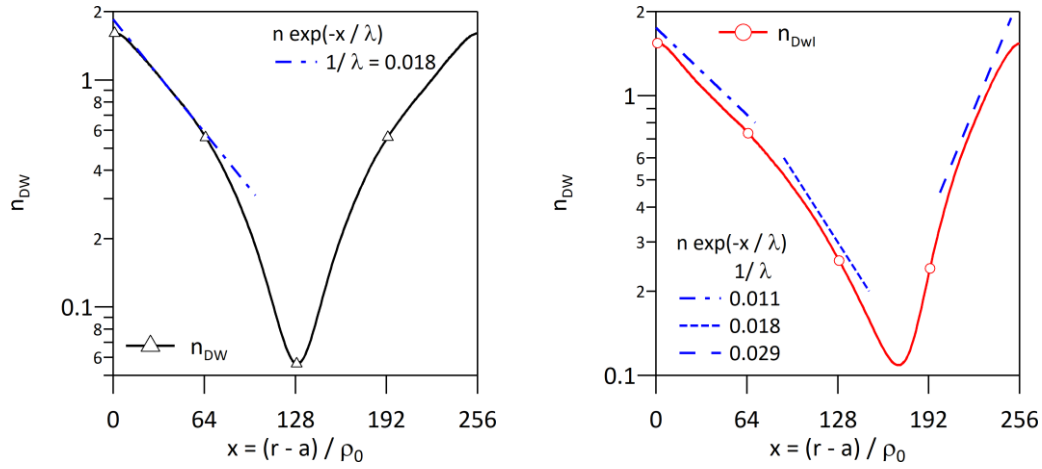 2
n exp(-x / λ)
1/ λ = 0.018
1
8
6
4
2
0.1
8
6
n_DW
n_DW
0 64 128 192 256
x = (r - a) / ρ₀
2
n_DwI
1
6
5
4
3
2
0.1
n_DW
n exp(-x / λ)
1/ λ
0.011
0.018
0.029
0 64 128 192 256
x = (r - a) / ρ₀